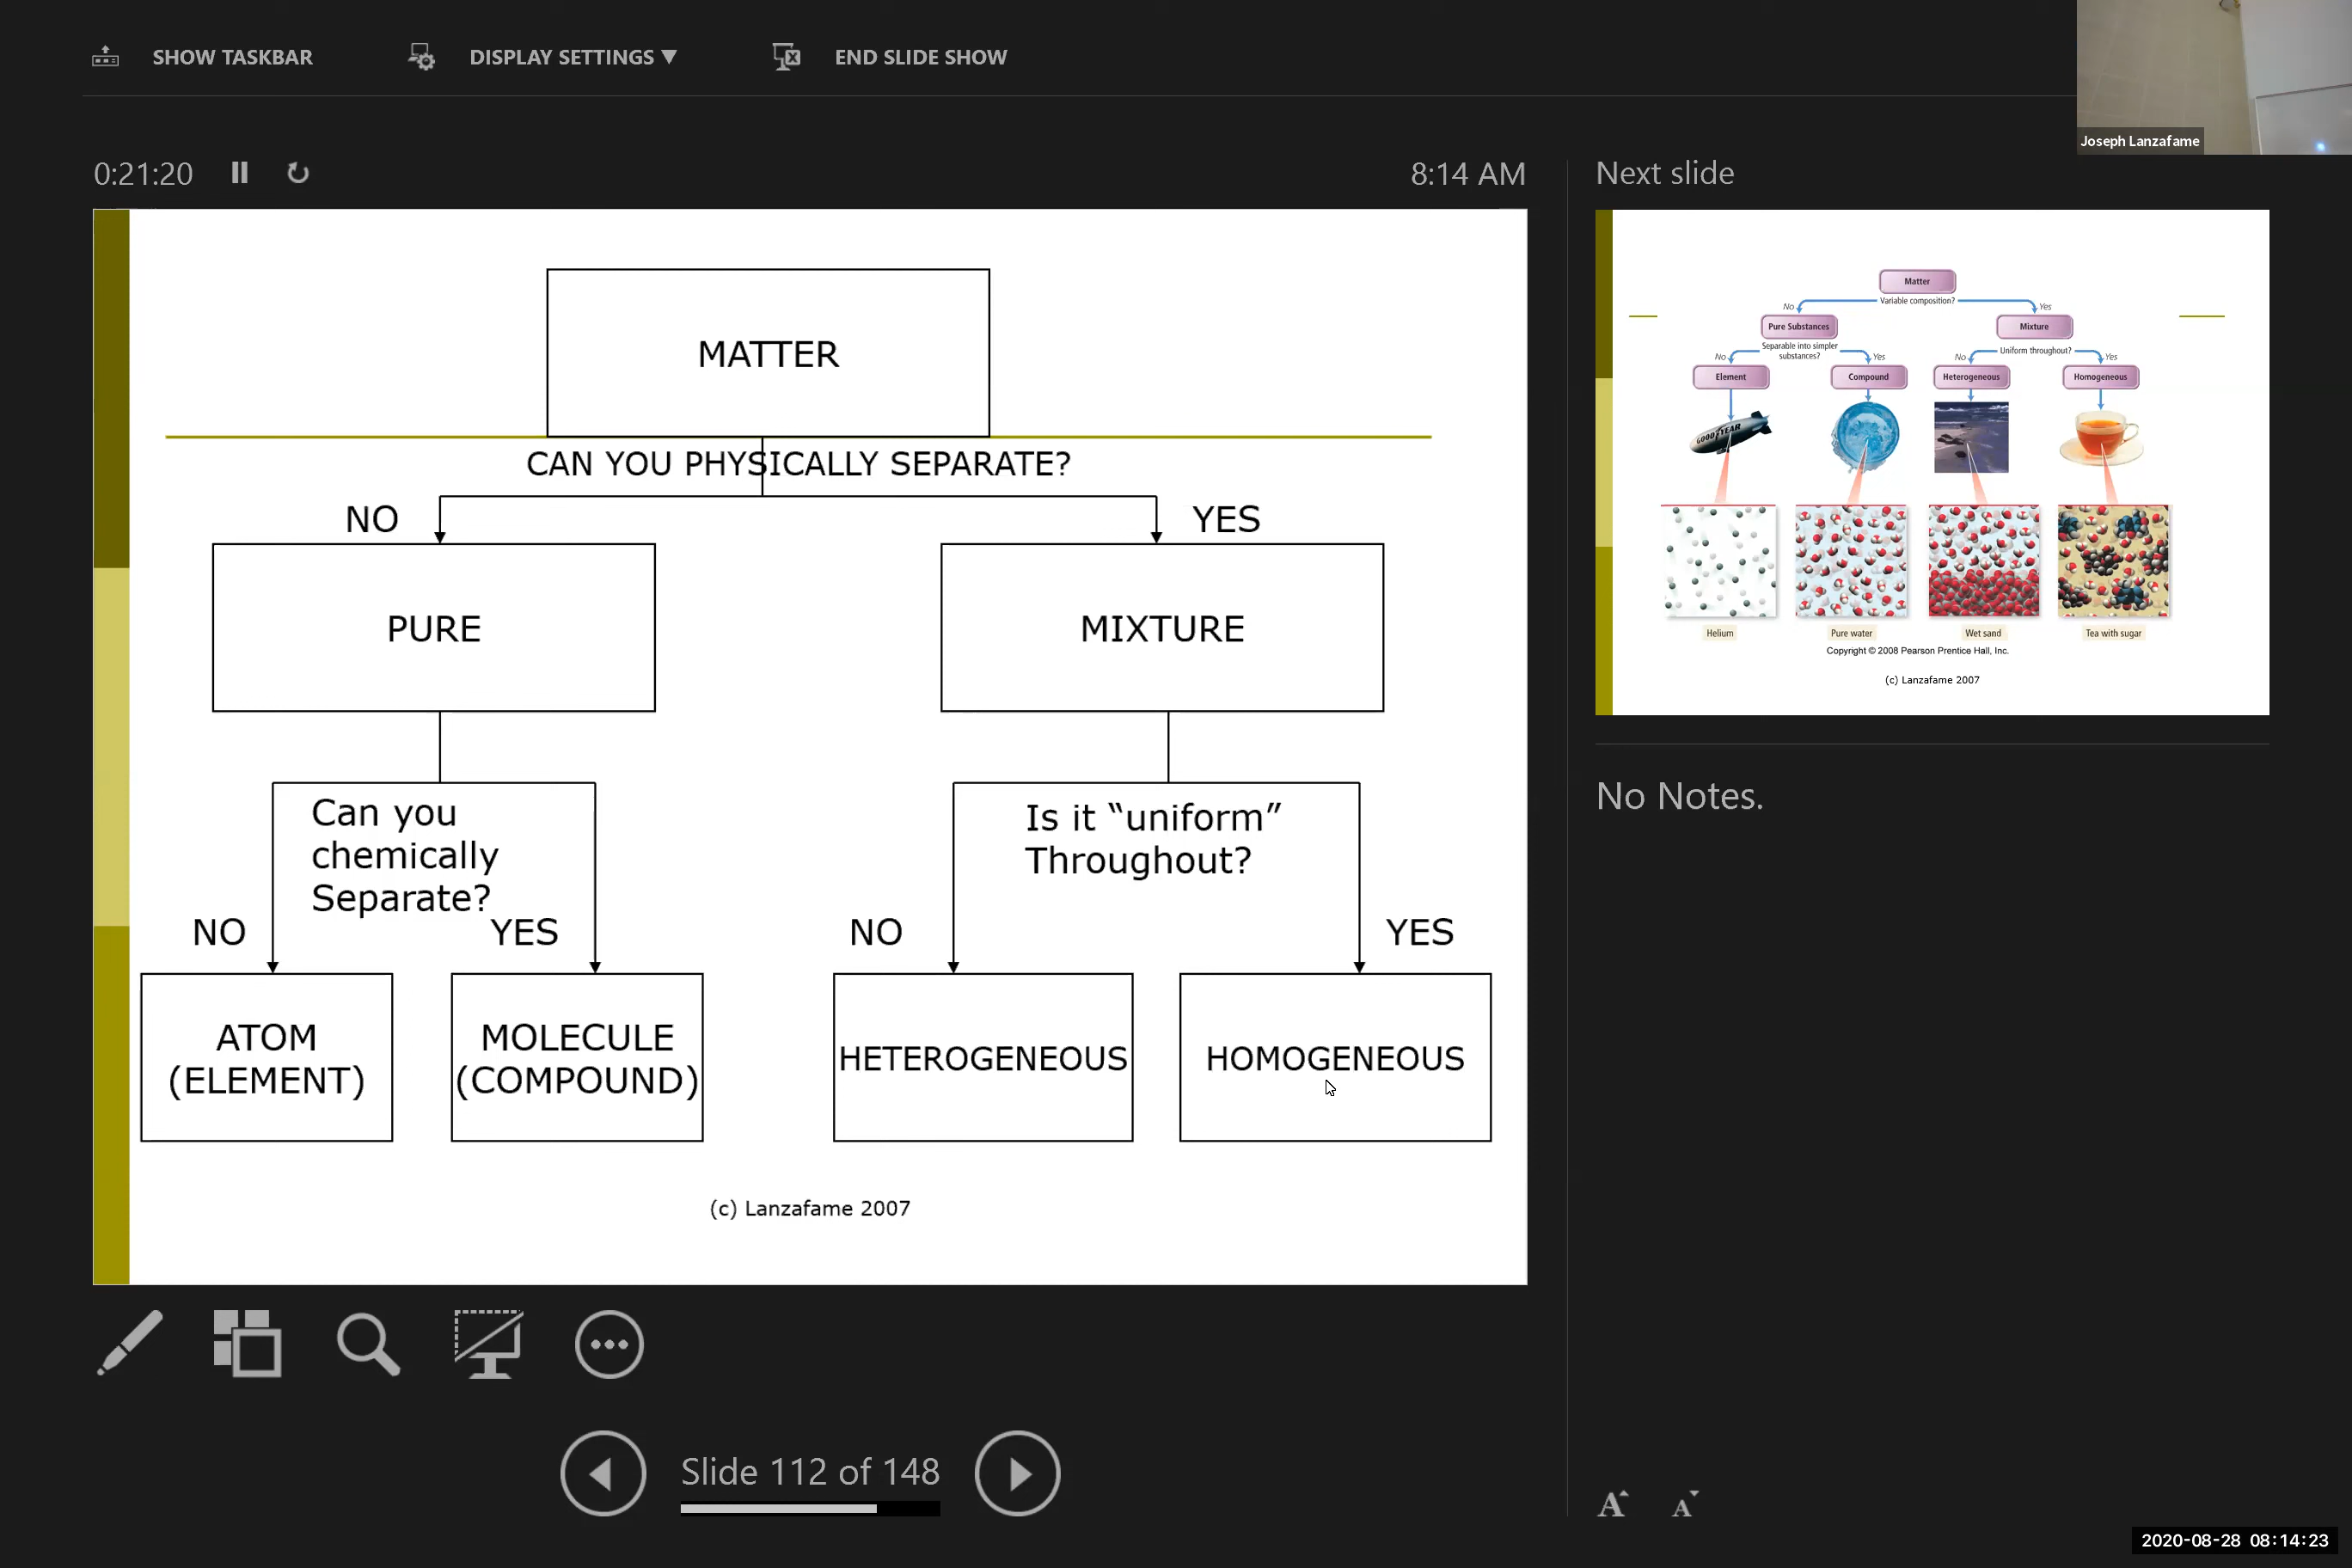 SHOW TASKBAR
DISPLAY SETTINGS ▼
END SLIDE SHOW
Joseph Lanzafame
0:21:20
8:14 AM
MATTER
CAN YOU PHYSICALLY SEPARATE?
NO
YES
PURE
MIXTURE
Can you
chemically
Separate?
NO
YES
Is it “uniform”
Throughout?
NO
YES
ATOM
(ELEMENT)
MOLECULE
(COMPOUND)
HETEROGENEOUS
HOMOGENEOUS
(c) Lanzafame 2007
Slide 112 of 148
Next slide
Matter
No
Variable composition?
Yes
Pure Substances
Mixture
Separable into simpler
substances?
No
Yes
Uniform throughout?
No
Yes
Element
Compound
Heterogeneous
Homogeneous
GOODYEAR
Helium
Pure water
Wet sand
Tea with sugar
Copyright © 2008 Pearson Prentice Hall, Inc.
(c) Lanzafame 2007
No Notes.
A
A
2020-08-28 08:14:23